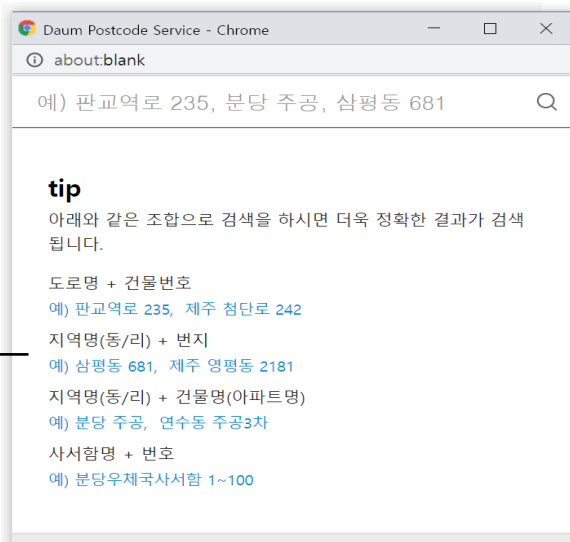 Daum Postcode Service - Chrome
about:blank
예) 판교역로 235, 분당 주공, 삼평동 681
tip
아래와 같은 조합으로 검색을 하시면 더욱 정확한 결과가 검색
됩니다.
도로명 + 건물번호
예) 판교역로 235, 제주 첨단로 242
지역명(동/리) + 번지
예) 삼평동 681, 제주 영평동 2181
지역명(동/리) + 건물명(아파트명)
예) 분당 주공, 연수동 주공3차
사서함명 + 번호
예) 분당우체국사서함 1~100